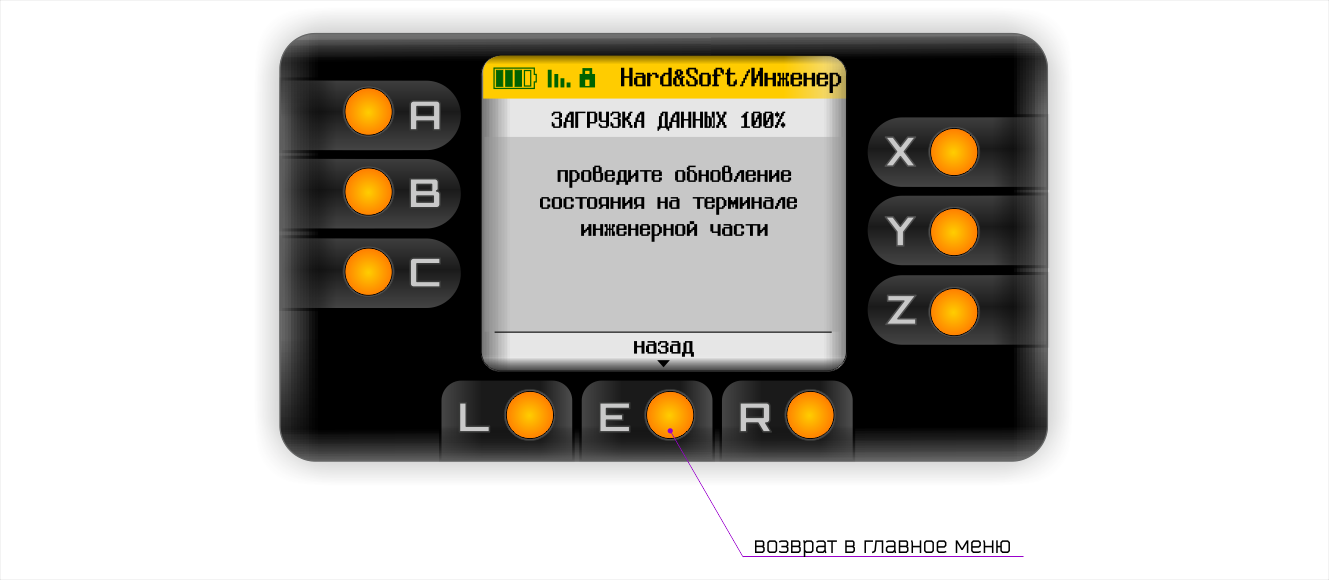 Hard&Soft/Инженер
ЗАГРУЗКА ДАННЫХ 100%
проведите обновление
состояния на терминале
инженерной части
назад
A
B
C
X
Y
Z
L
E
R
возврат в главное меню